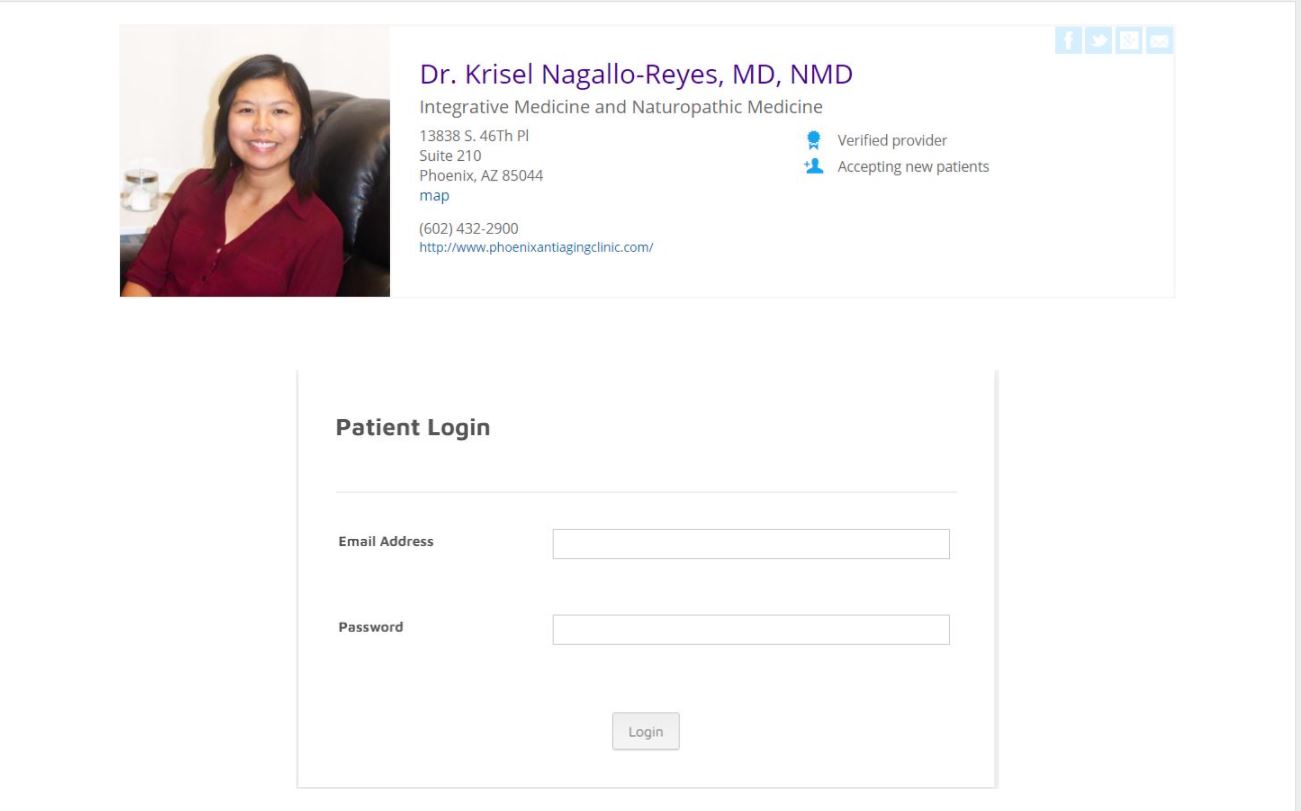 Dr. Krisel Nagallo-Reyes, MD, NMD
Integrative Medicine and Naturopathic Medicine
13838 S. 46Th Pl
Suite 210
Phoenix, AZ 85044
map
(602) 432-2900
http://www.phoenixantiagingclinic.com/
Verified provider
Accepting new patients
Patient Login
Email Address
Password
Login